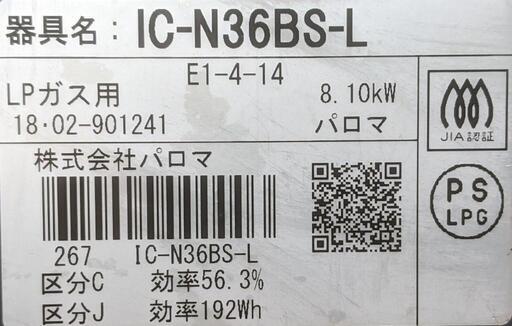 器具名：IC-N36BS-L
E1-4-14
LPガス用 8.10kW
18･02-901241 パロマ
JIA認証
株式会社パロマ
PS
LPG
267 IC-N36BS-L
区分C 効率56.3%
区分J 効率192Wh